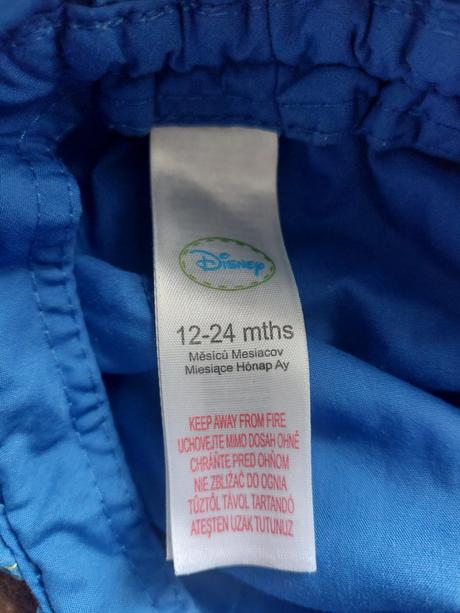 Disney
12-24 mths
Měsíců Mesiacov
Miesiące Hónap Ay
KEEP AWAY FROM FIRE
UCHOVEJTE MIMO DOSAH OHNĚ
CHRÁŇTE PRED OHŇOM
NIE ZBLIŻAĆ DO OGNIA
TŰZTŐL TÁVOL TARTANDÓ
ATEŞTEN UZAK TUTUNUZ